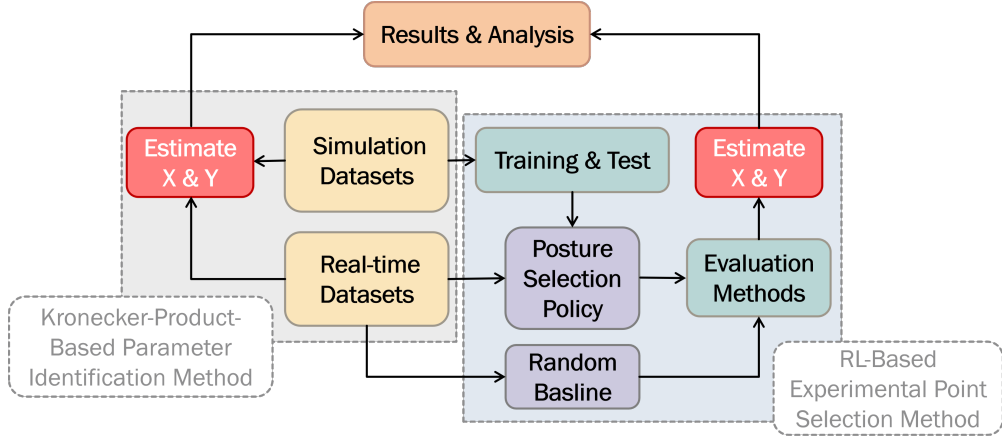 Results & Analysis
Estimate
X & Y
Simulation
Datasets
Training & Test
Estimate
X & Y
Real-time
Datasets
Posture
Selection
Policy
Evaluation
Methods
Kronecker-Product-
Based Parameter
Identification Method
Random
Basline
RL-Based
Experimental Point
Selection Method